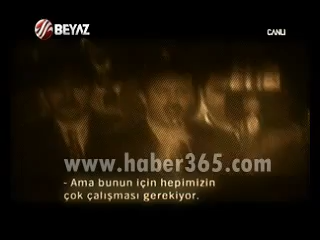 BEYAZ
CANLI
www.haber365.com
- Ama bunun için hepimizin
çok çalışması gerekiyor.